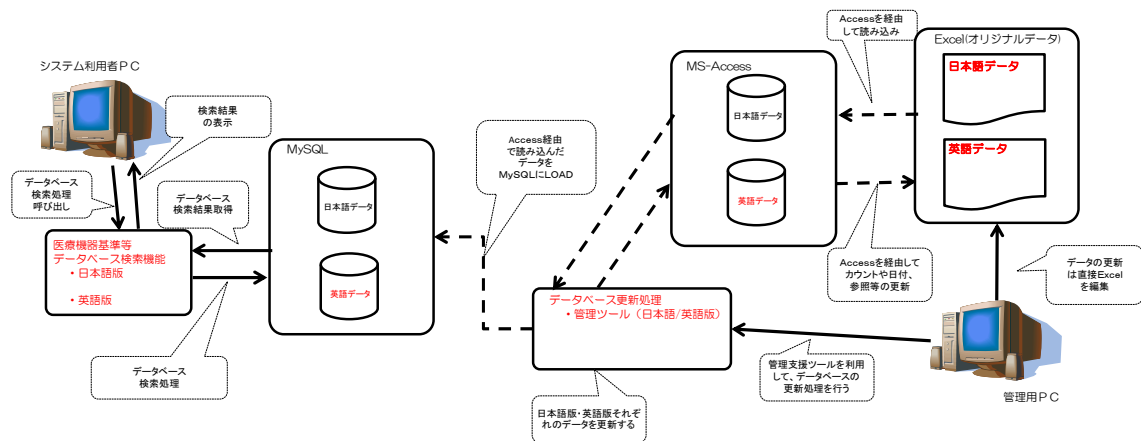 システム利用者ＰＣ
検索結果
の表示
データベース
検索処理
呼び出し
データベース
検索結果取得
医療機器基準等
データベース検索機能
・日本語版
・英語版
データベース
検索処理
MySQL
日本語データ
英語データ
Access経由
で読み込んだ
データを
MySQLにLOAD
MS-Access
日本語データ
英語データ
Accessを経由
して読み込み
Excel(オリジナルデータ)
日本語データ
英語データ
Accessを経由して
カウントや日付、
参照等の更新
データの更新
は直接Excel
を編集
データベース更新処理
・管理ツール（日本語/英語版）
管理支援ツールを利用
して、データベースの
更新処理を行う
日本語版・英語版それぞ
れのデータを更新する
管理用ＰＣ